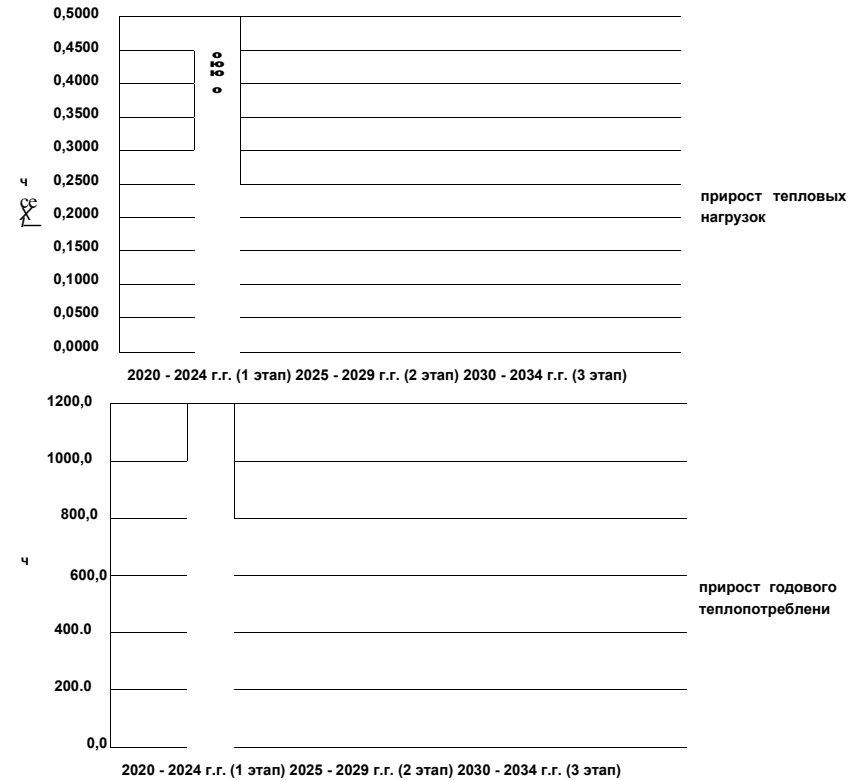 0,5000
0,4500
0,4000
0,3500
0,3000
0,2500
0,2000
0,1500
0,1000
0,0500
0,0000
ч
се
о
ю
ю
о
прирост тепловых
нагрузок
2020 - 2024 г.г. (1 этап) 2025 - 2029 г.г. (2 этап) 2030 - 2034 г.г. (3 этап)
1200,0
1000,0
800,0
600,0
400.0
200.0
0,0
ч
прирост годового
теплопотреблени
2020 - 2024 г.г. (1 этап) 2025 - 2029 г.г. (2 этап) 2030 - 2034 г.г. (3 этап)